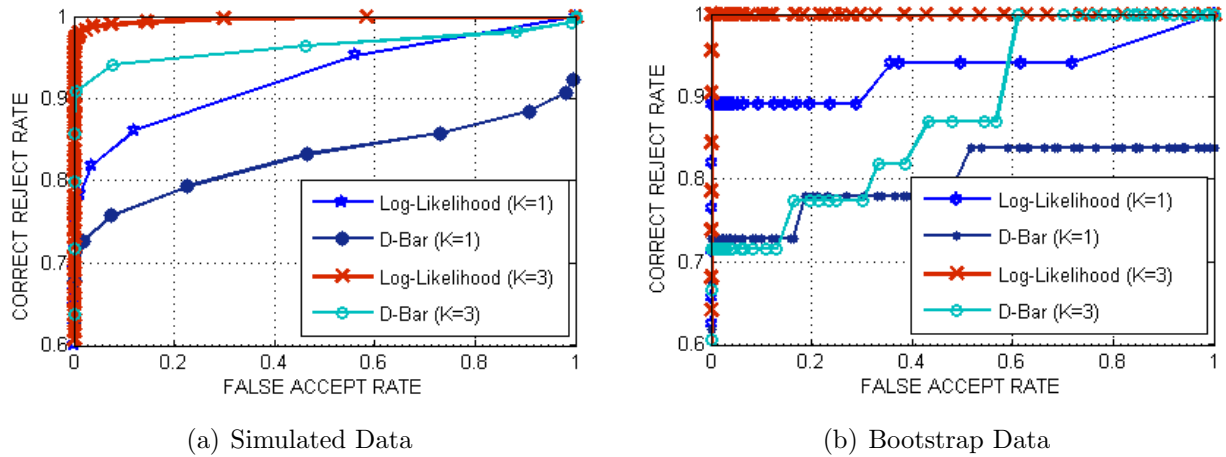 1
0.9
0.8
0.7
0.6
0
0.2
0.4
0.6
0.8
1
CORRECT REJECT RATE
FALSE ACCEPT RATE
Log-Likelihood (K=1)
D-Bar (K=1)
Log-Likelihood (K=3)
D-Bar (K=3)
(a) Simulated Data
1
0.9
0.8
0.7
0.6
0
0.2
0.4
0.6
0.8
1
CORRECT REJECT RATE
FALSE ACCEPT RATE
Log-Likelihood (K=1)
D-Bar (K=1)
Log-Likelihood (K=3)
D-Bar (K=3)
(b) Bootstrap Data